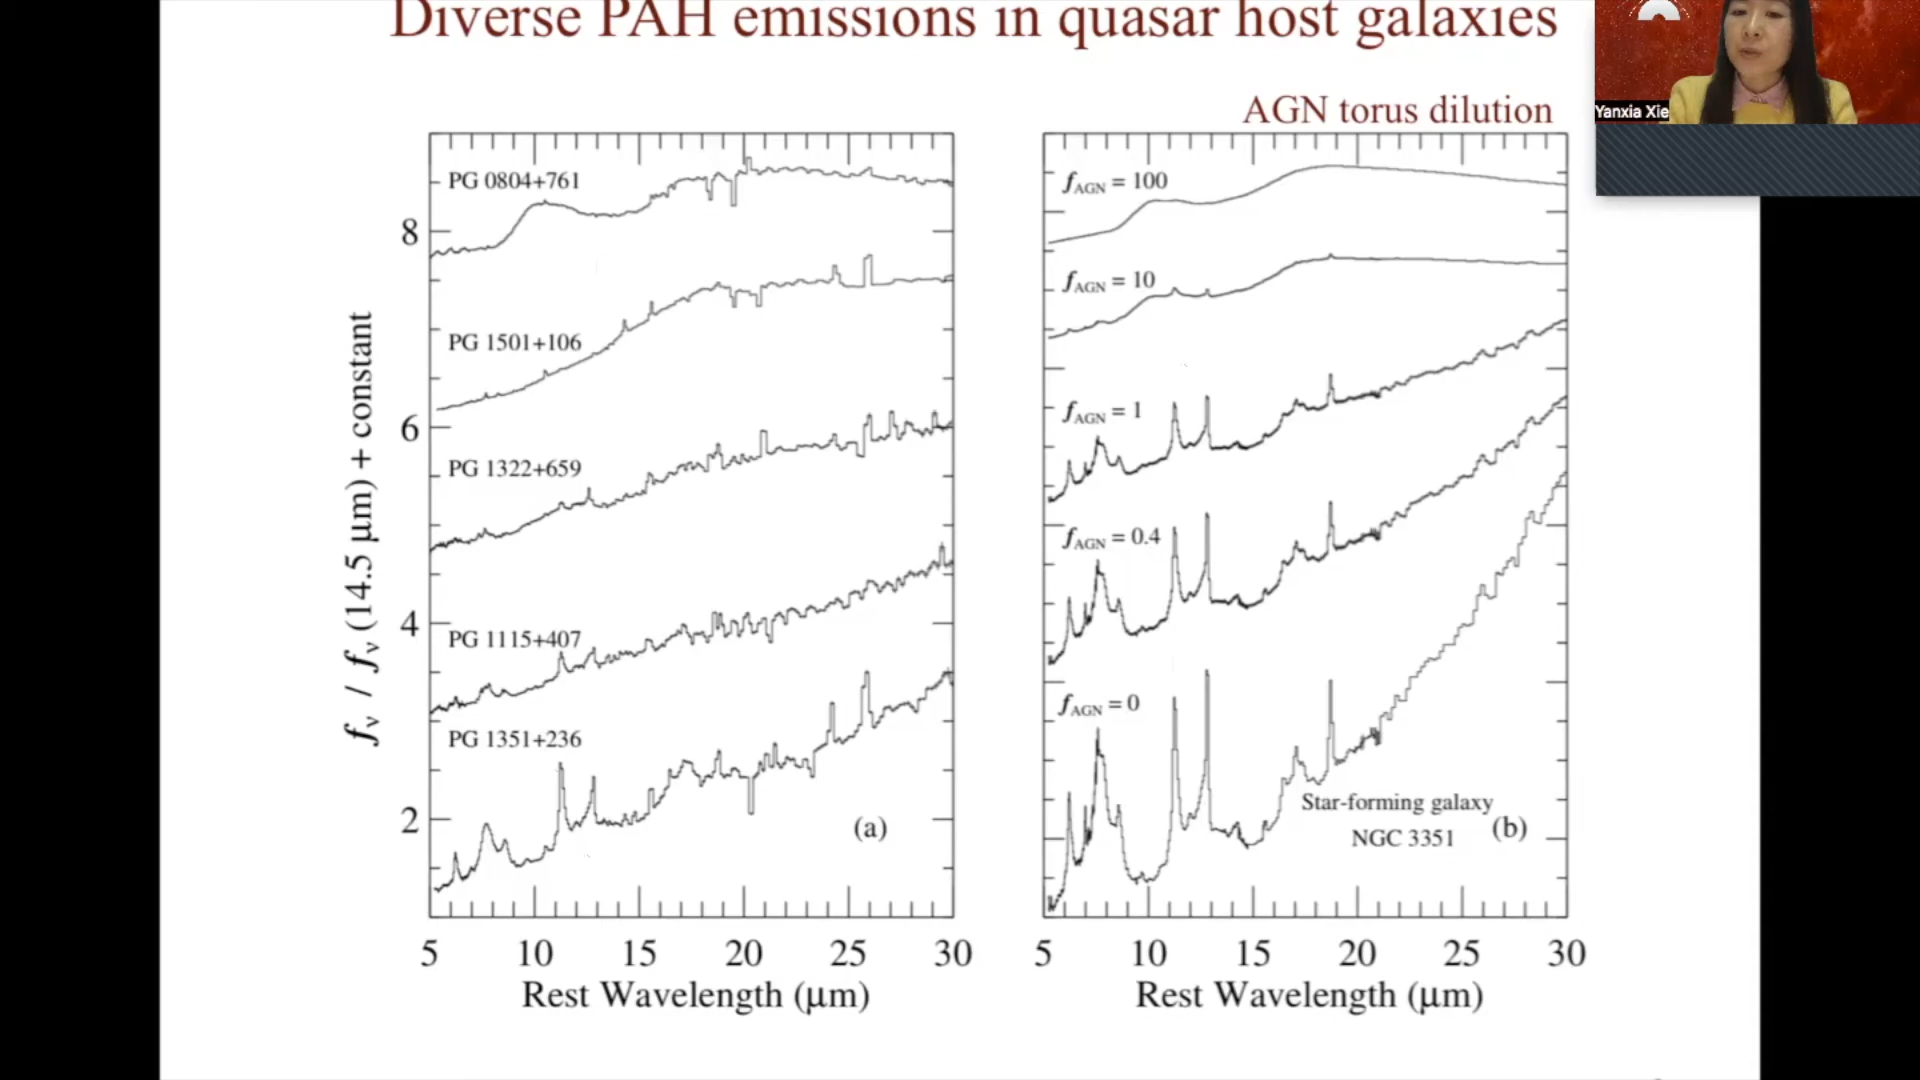 Diverse PAH emissions in quasar host galaxies
Yanxia Xie
AGN torus dilution
fν / fν (14.5 μm) + constant
8
6
4
2
PG 0804+761
PG 1501+106
PG 1322+659
PG 1115+407
PG 1351+236
(a)
5 10 15 20 25 30
Rest Wavelength (μm)
fAGN = 100
fAGN = 10
fAGN = 1
fAGN = 0.4
fAGN = 0
Star-forming galaxy
NGC 3351
(b)
5 10 15 20 25 30
Rest Wavelength (μm)